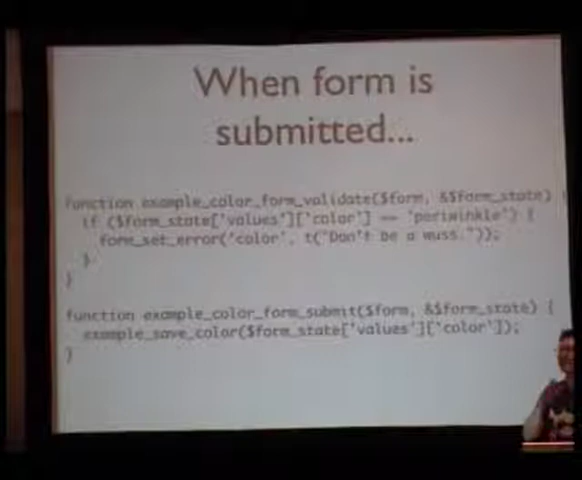 When form is
submitted...
function example_color_form_validate($form, &$form_state) {
if ($form_state['values']['color'] == 'periwinkle') {
form_set_error('color', t("Don't be a wuss."));
}
}
function example_color_form_submit($form, &$form_state) {
example_save_color($form_state['values']['color']);
}